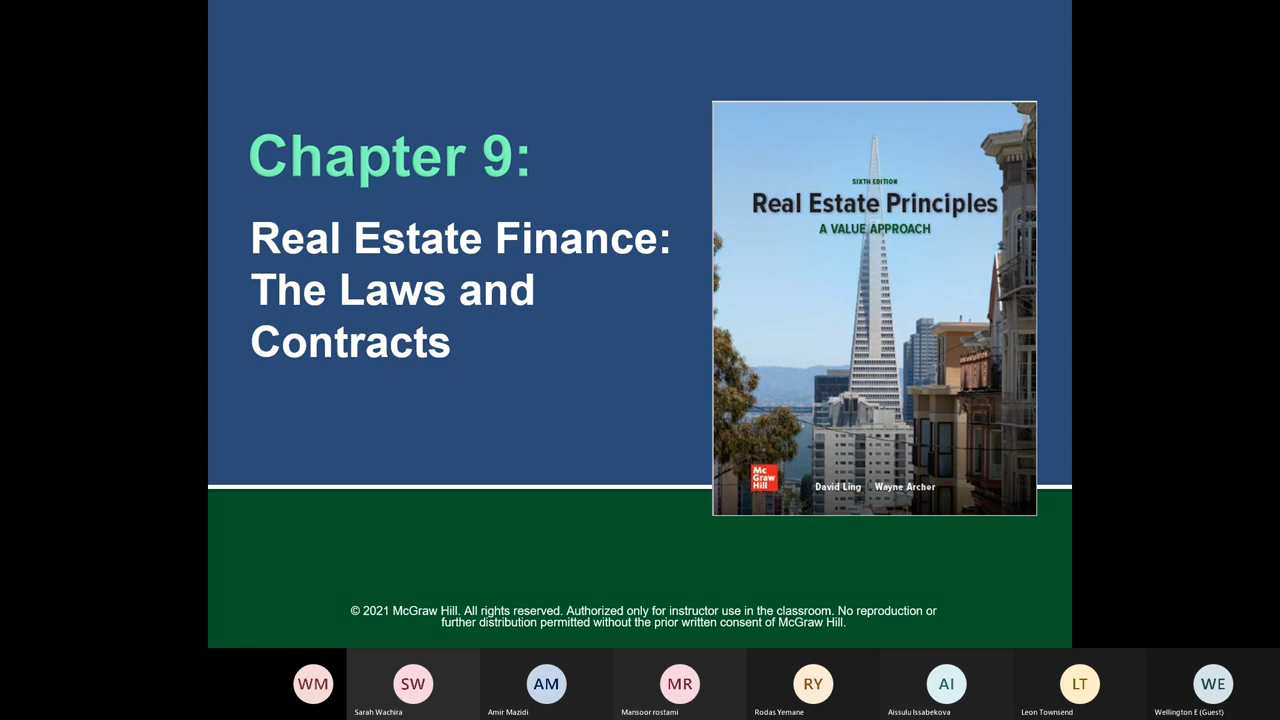 Chapter 9:
Real Estate Finance:
The Laws and
Contracts
SIXTH EDITION
Real Estate Principles
A VALUE APPROACH
Mc
Graw
Hill
David Ling Wayne Archer
© 2021 McGraw Hill. All rights reserved. Authorized only for instructor use in the classroom. No reproduction or
further distribution permitted without the prior written consent of McGraw Hill.
WM
SW
AM
MR
RY
AI
LT
WE
Sarah Wachira
Amir Mazidi
Mansoor rostami
Rodas Yemane
Aissulu Issabekova
Leon Townsend
Wellington E (Guest)